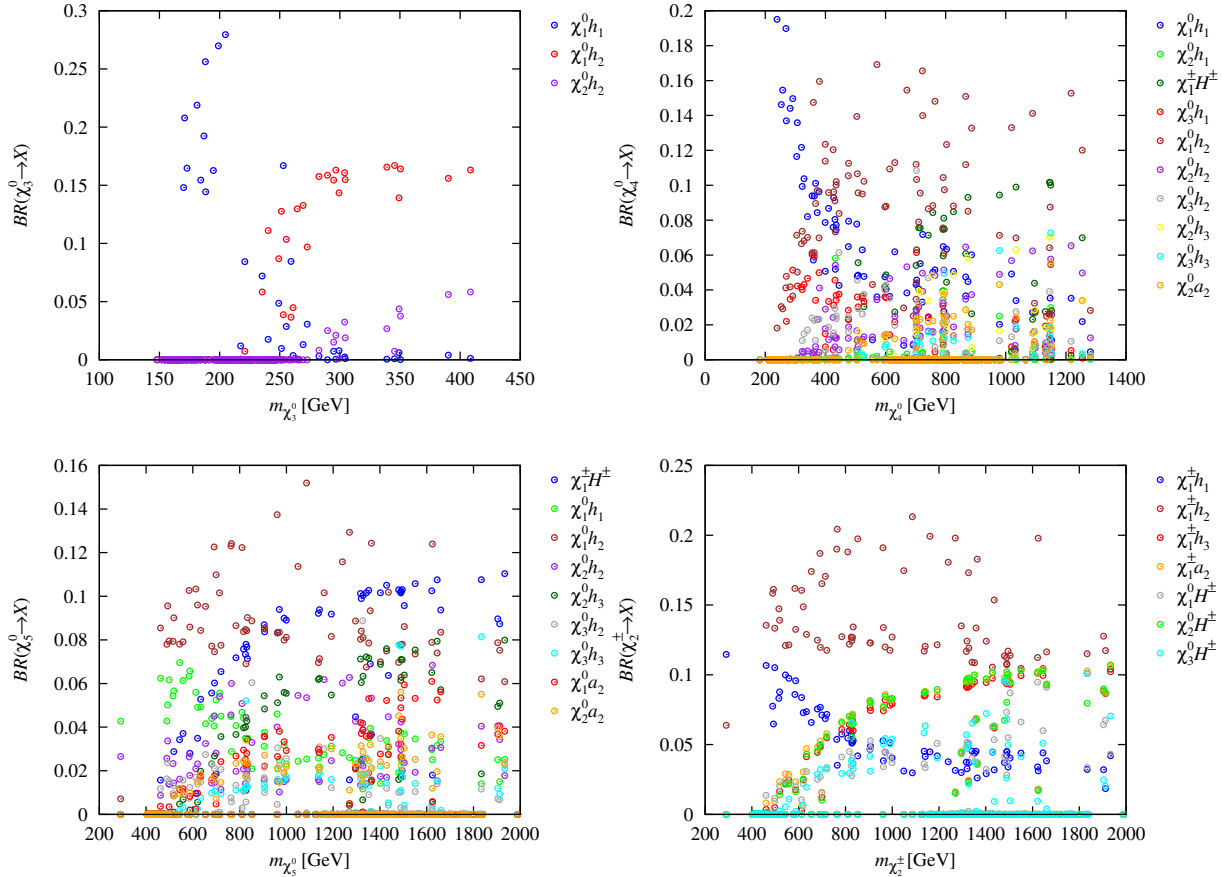 BR(χ₃⁰→X)
0.3
0.25
0.2
0.15
0.1
0.05
0
100 150 200 250 300 350 400 450
m_χ₃⁰ [GeV]
χ₁⁰h₁
χ₁⁰h₂
χ₂⁰h₂
BR(χ₄⁰→X)
0.2
0.18
0.16
0.14
0.12
0.1
0.08
0.06
0.04
0.02
0
0 200 400 600 800 1000 1200 1400
m_χ₄⁰ [GeV]
χ₁⁰h₁
χ₂⁰h₁
χ₁^±H^±
χ₃⁰h₁
χ₁⁰h₂
χ₂⁰h₂
χ₃⁰h₂
χ₂⁰h₃
χ₃⁰h₃
χ₂⁰a₂
BR(χ₅⁰→X)
0.16
0.14
0.12
0.1
0.08
0.06
0.04
0.02
0
200 400 600 800 1000 1200 1400 1600 1800 2000
m_χ₅⁰ [GeV]
χ₁^±H^±
χ₁⁰h₁
χ₁⁰h₂
χ₂⁰h₂
χ₂⁰h₃
χ₃⁰h₂
χ₃⁰h₃
χ₁⁰a₂
χ₂⁰a₂
BR(χ₂^±→X)
0.25
0.2
0.15
0.1
0.05
0
200 400 600 800 1000 1200 1400 1600 1800 2000
m_χ₂^± [GeV]
χ₁^±h₁
χ₁^±h₂
χ₁^±h₃
χ₁^±a₂
χ₁⁰H^±
χ₂⁰H^±
χ₃⁰H^±